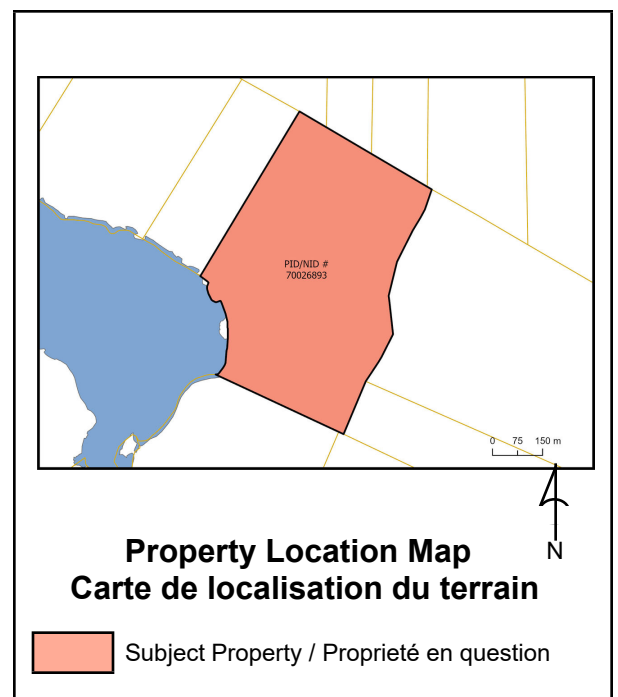 PID/NID #
70026893
0 75 150 m
N
Property Location Map
Carte de localisation du terrain
Subject Property / Proprieté en question